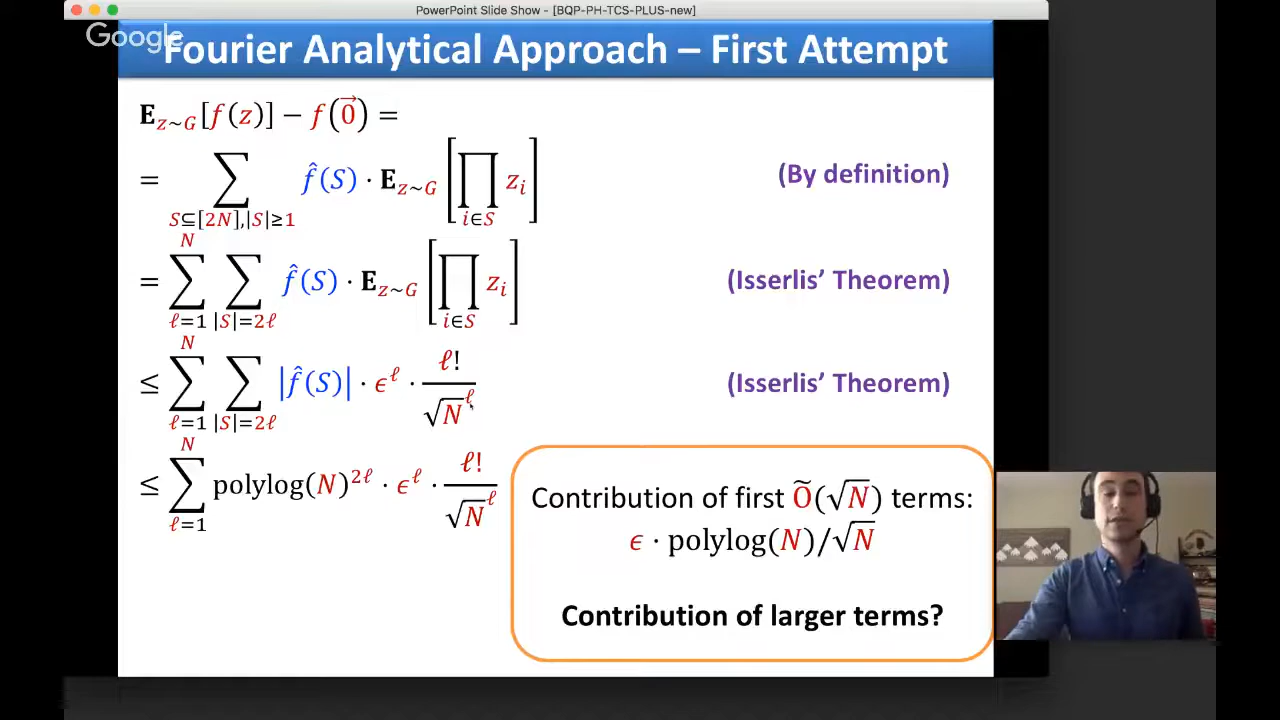 PowerPoint Slide Show - [BQP-PH-TCS-PLUS-new]
Google
Fourier Analytical Approach – First Attempt
𝐄_{z~G}[f(z)] − f(0⃗) =
= ∑_{S⊆[2N],|S|≥1} f̂(S) · 𝐄_{z~G}[∏_{i∈S} z_i] (By definition)
= ∑_{ℓ=1}^{N} ∑_{|S|=2ℓ} f̂(S) · 𝐄_{z~G}[∏_{i∈S} z_i] (Isserlis’ Theorem)
≤ ∑_{ℓ=1}^{N} ∑_{|S|=2ℓ} |f̂(S)| · ϵ^ℓ · ℓ!/√N^ℓ (Isserlis’ Theorem)
≤ ∑_{ℓ=1}^{N} polylog(N)^{2ℓ} · ϵ^ℓ · ℓ!/√N^ℓ
Contribution of first Õ(√N) terms:
ϵ · polylog(N)/√N
Contribution of larger terms?